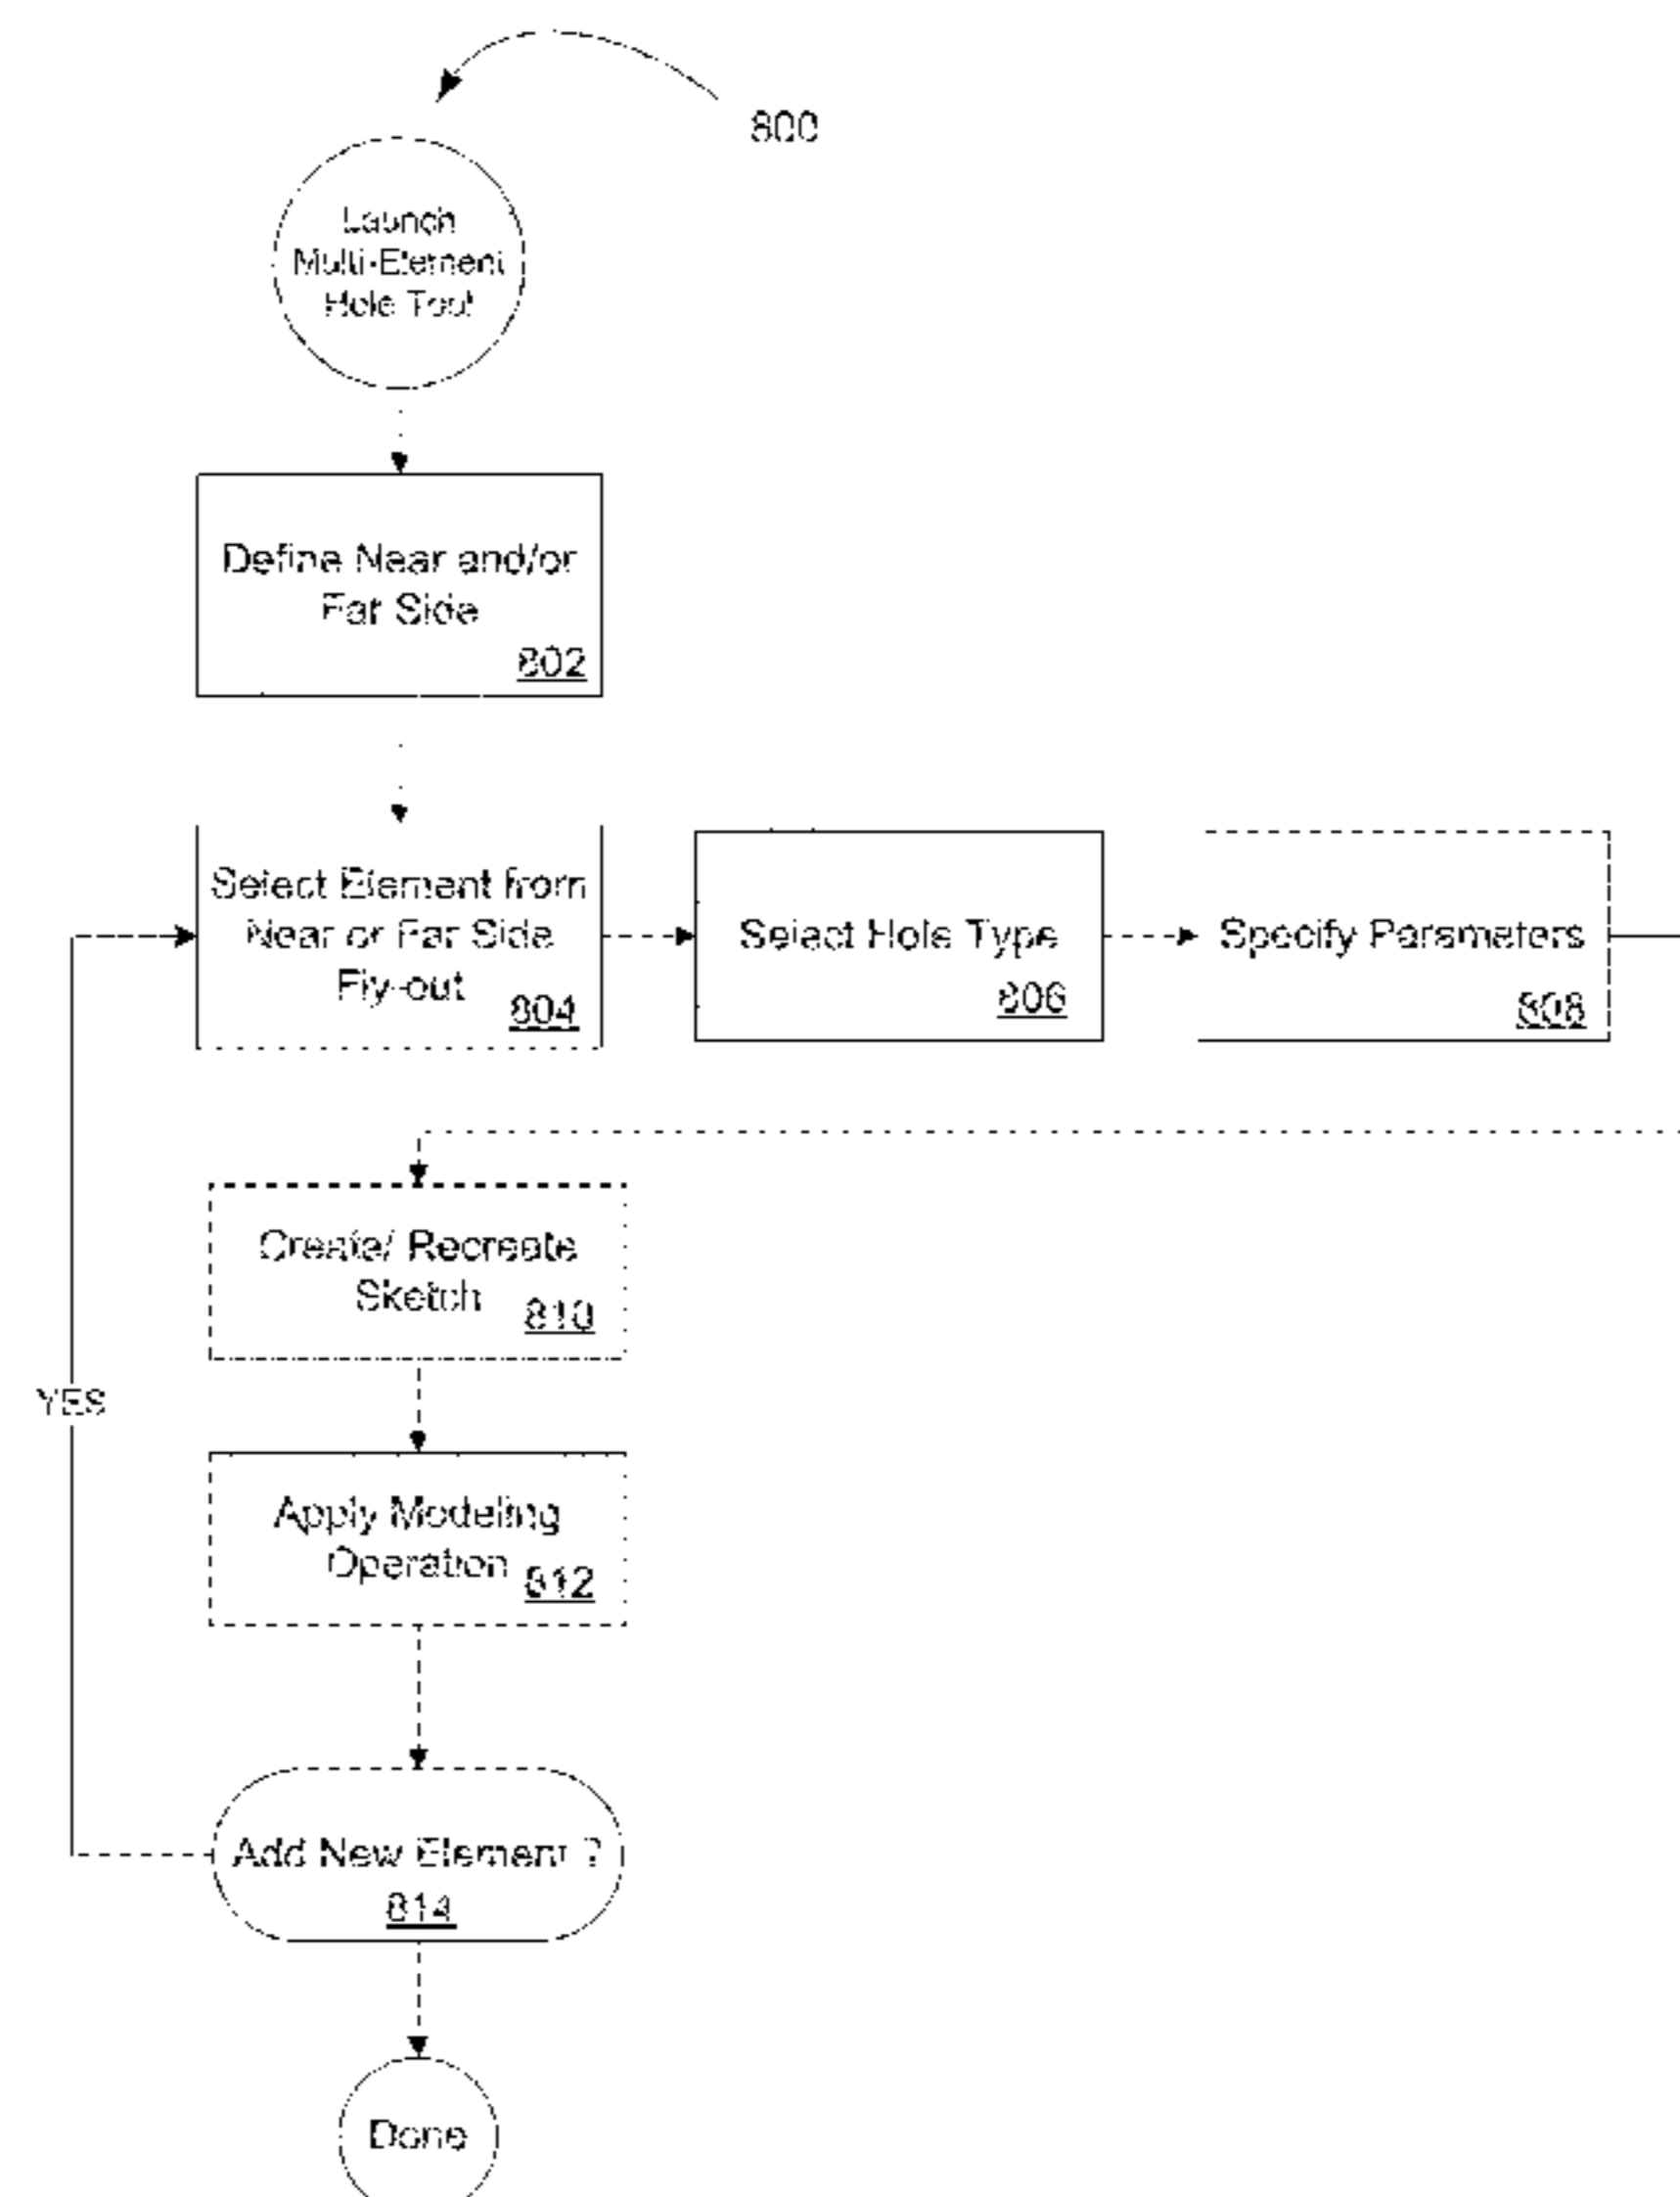 800
Launch
Multi-Element
Hole Tool
Define Near and/or
Far Side
802
Select Element from
Near or Far Side
Fly-out
804
Select Hole Type
806
Specify Parameters
808
Create/ Recreate
Sketch
810
YES
Apply Modeling
Operation
812
Add New Element ?
814
Done